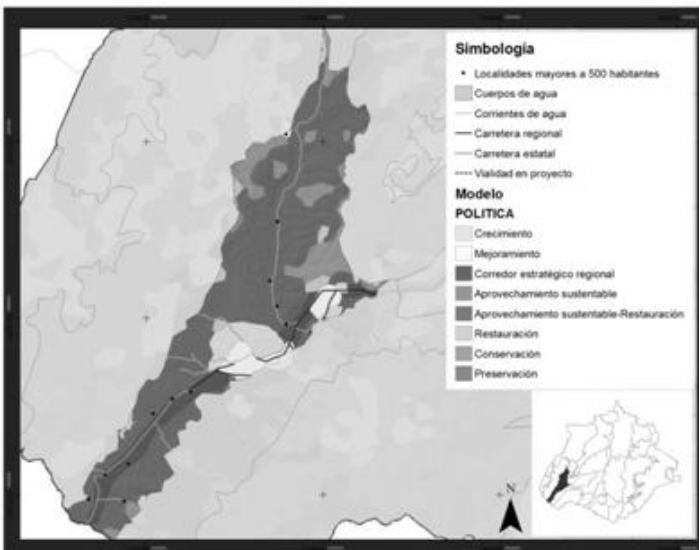 Simbología
Localidades mayores a 500 habitantes
Cuerpos de agua
Corrientes de agua
Carretera regional
Carretera estatal
Vialidad en proyecto
Modelo
POLITICA
Crecimiento
Mejoramiento
Corredor estratégico regional
Aprovechamiento sustentable
Aprovechamiento sustentable-Restauración
Restauración
Conservación
Preservación
N